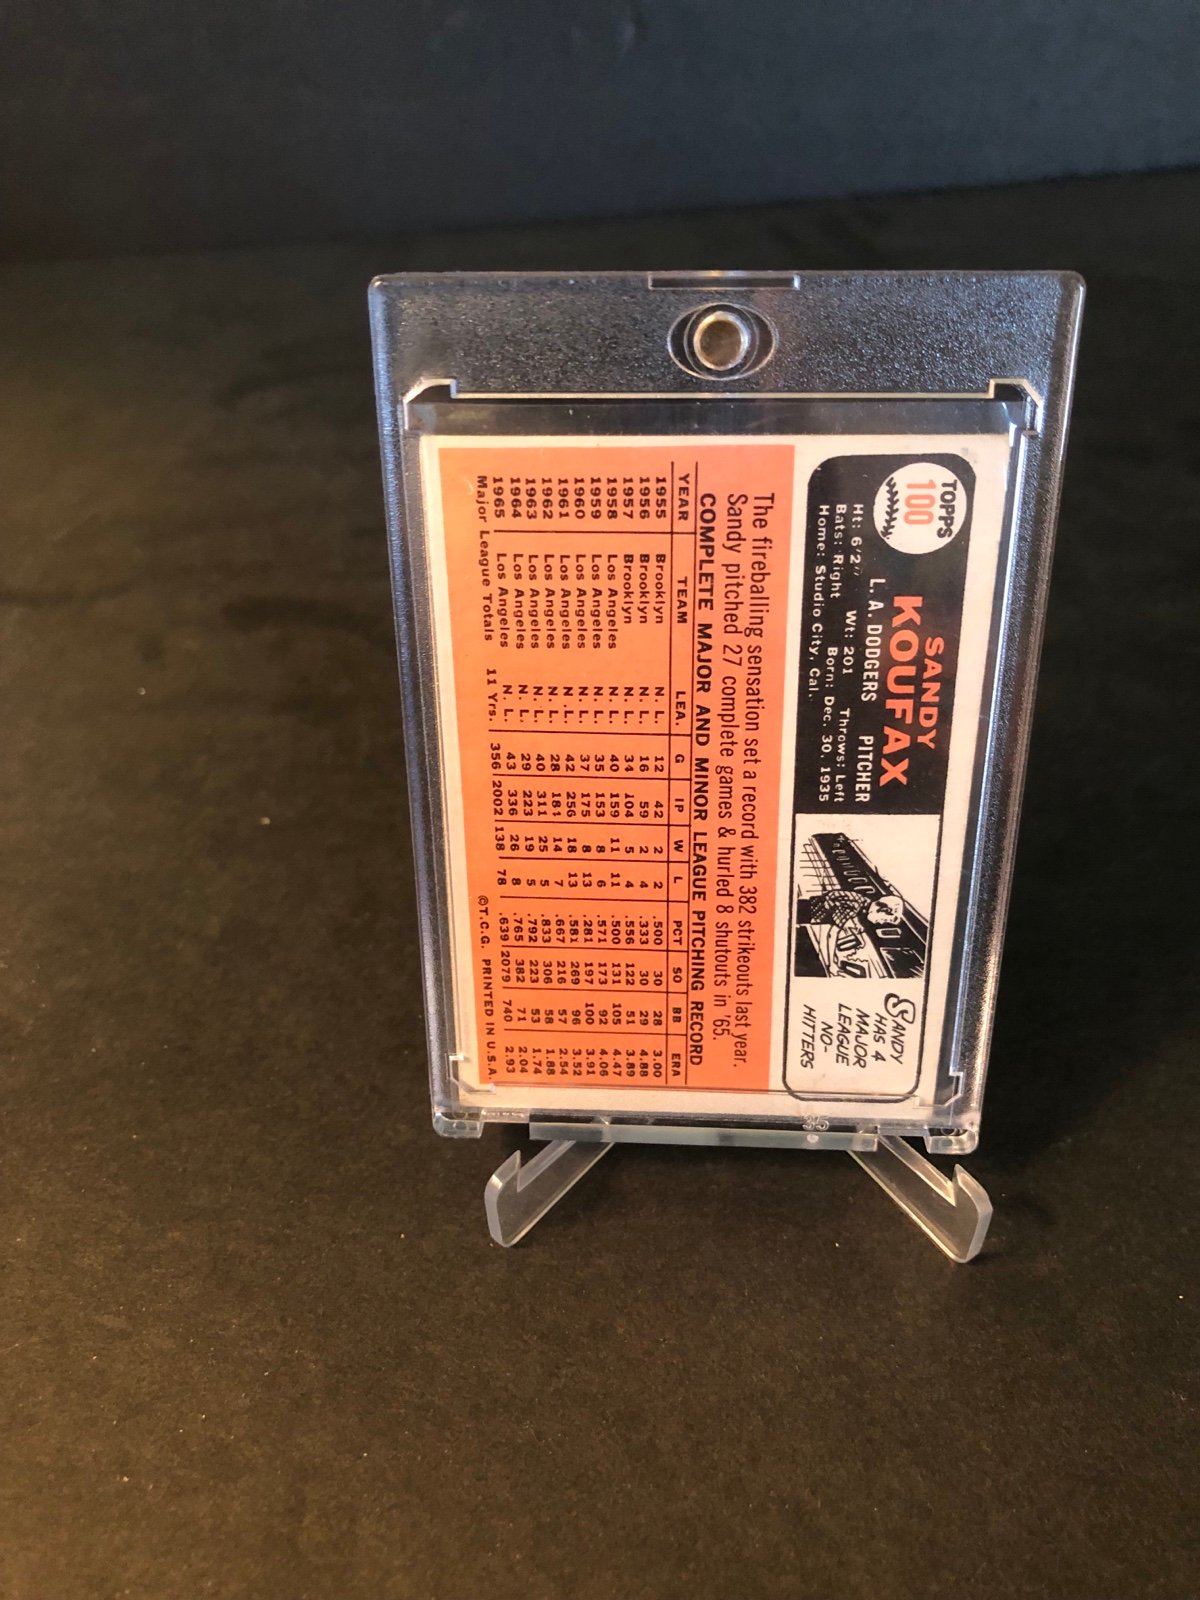 TOPPS
100
SANDY
KOUFAX
L. A. DODGERS PITCHER
Ht: 6'2" Wt: 201 Throws: Left
Bats: Right Born: Dec. 30, 1935
Home: Studio City, Cal.
SANDY
HAS 4
MAJOR
LEAGUE
NO-
HITTERS
The fireballing sensation set a record with 382 strikeouts last year.
Sandy pitched 27 complete games & hurled 8 shutouts in '65.
COMPLETE MAJOR AND MINOR LEAGUE PITCHING RECORD
YEAR TEAM LEA. G IP W L PCT SO BB ERA
1955 Brooklyn N. L. 12 42 2 2 .500 30 28 3.00
1956 Brooklyn N. L. 16 59 2 4 .333 30 29 4.88
1957 Brooklyn N. L. 34 104 5 4 .556 122 51 3.89
1958 Los Angeles N. L. 40 159 11 11 .500 131 105 4.47
1959 Los Angeles N. L. 35 153 8 6 .571 173 92 4.06
1960 Los Angeles N. L. 37 175 8 13 .281 197 100 3.91
1961 Los Angeles N. L. 42 256 18 13 .581 269 96 3.52
1962 Los Angeles N. L. 28 184 14 7 .667 216 57 2.54
1963 Los Angeles N. L. 40 311 25 5 .833 306 58 1.88
1964 Los Angeles N. L. 29 223 19 5 .792 223 53 1.74
1965 Los Angeles N. L. 43 336 26 8 .765 382 71 2.04
Major League Totals 11 Yrs. 356 2002 138 78 .639 2079 740 2.93
©T.C.G. PRINTED IN U.S.A.
35